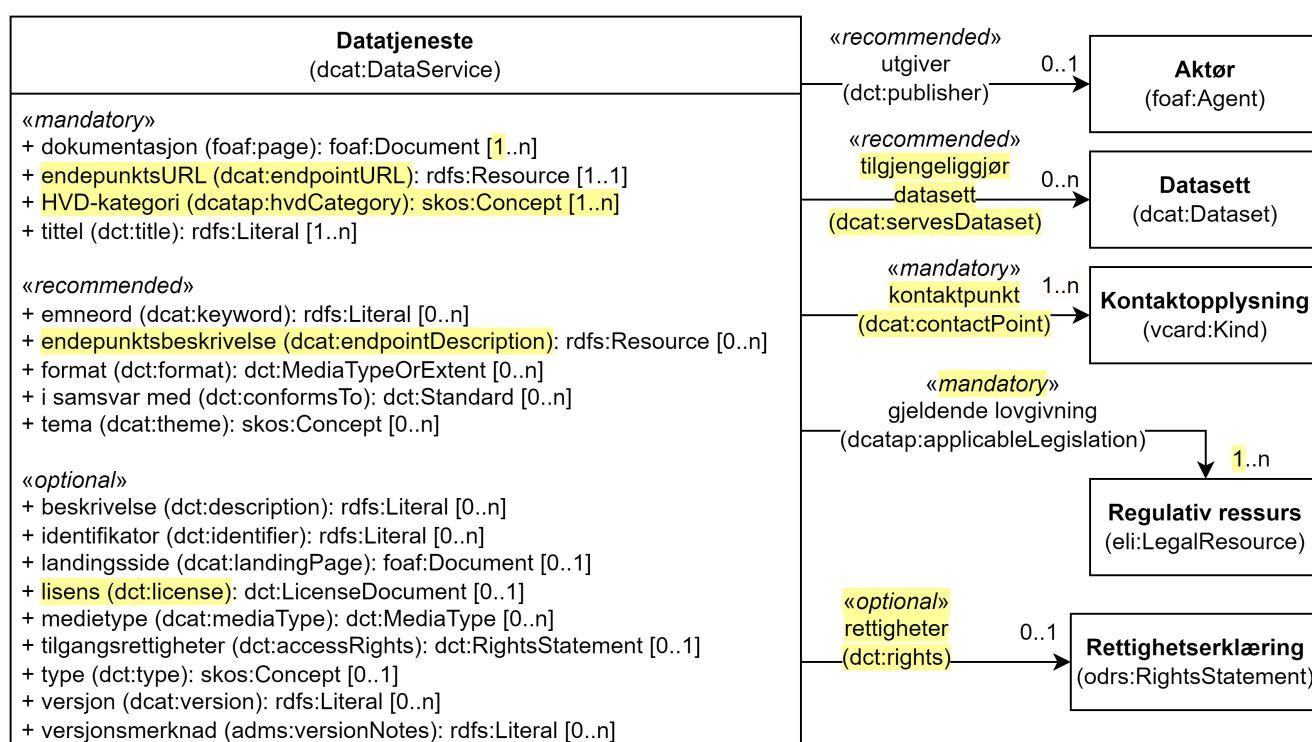 Datatjeneste
(dcat:DataService)
«mandatory»
+ dokumentasjon (foaf:page): foaf:Document [1..n]
+ endepunktsURL (dcat:endpointURL): rdfs:Resource [1..1]
+ HVD-kategori (dcatap:hvdCategory): skos:Concept [1..n]
+ tittel (dct:title): rdfs:Literal [1..n]
«recommended»
+ emneord (dcat:keyword): rdfs:Literal [0..n]
+ endepunktsbeskrivelse (dcat:endpointDescription): rdfs:Resource [0..n]
+ format (dct:format): dct:MediaTypeOrExtent [0..n]
+ i samsvar med (dct:conformsTo): dct:Standard [0..n]
+ tema (dcat:theme): skos:Concept [0..n]
«optional»
+ beskrivelse (dct:description): rdfs:Literal [0..n]
+ identifikator (dct:identifier): rdfs:Literal [0..n]
+ landingsside (dcat:landingPage): foaf:Document [0..1]
+ lisens (dct:license): dct:LicenseDocument [0..1]
+ medietype (dcat:mediaType): dct:MediaType [0..n]
+ tilgangsrettigheter (dct:accessRights): dct:RightsStatement [0..1]
+ type (dct:type): skos:Concept [0..1]
+ versjon (dcat:version): rdfs:Literal [0..n]
+ versjonsmerknad (adms:versionNotes): rdfs:Literal [0..n]
«recommended»
utgiver
(dct:publisher)
0..1
Aktør
(foaf:Agent)
«recommended»
tilgjengeliggjør
datasett
(dcat:servesDataset)
0..n
Datasett
(dcat:Dataset)
«mandatory»
kontaktpunkt
(dcat:contactPoint)
1..n
Kontaktopplysning
(vcard:Kind)
«mandatory»
gjeldende lovgivning
(dcatap:applicableLegislation)
1..n
Regulativ ressurs
(eli:LegalResource)
«optional»
rettigheter
(dct:rights)
0..1
Rettighetserklæring
(odrs:RightsStatement)